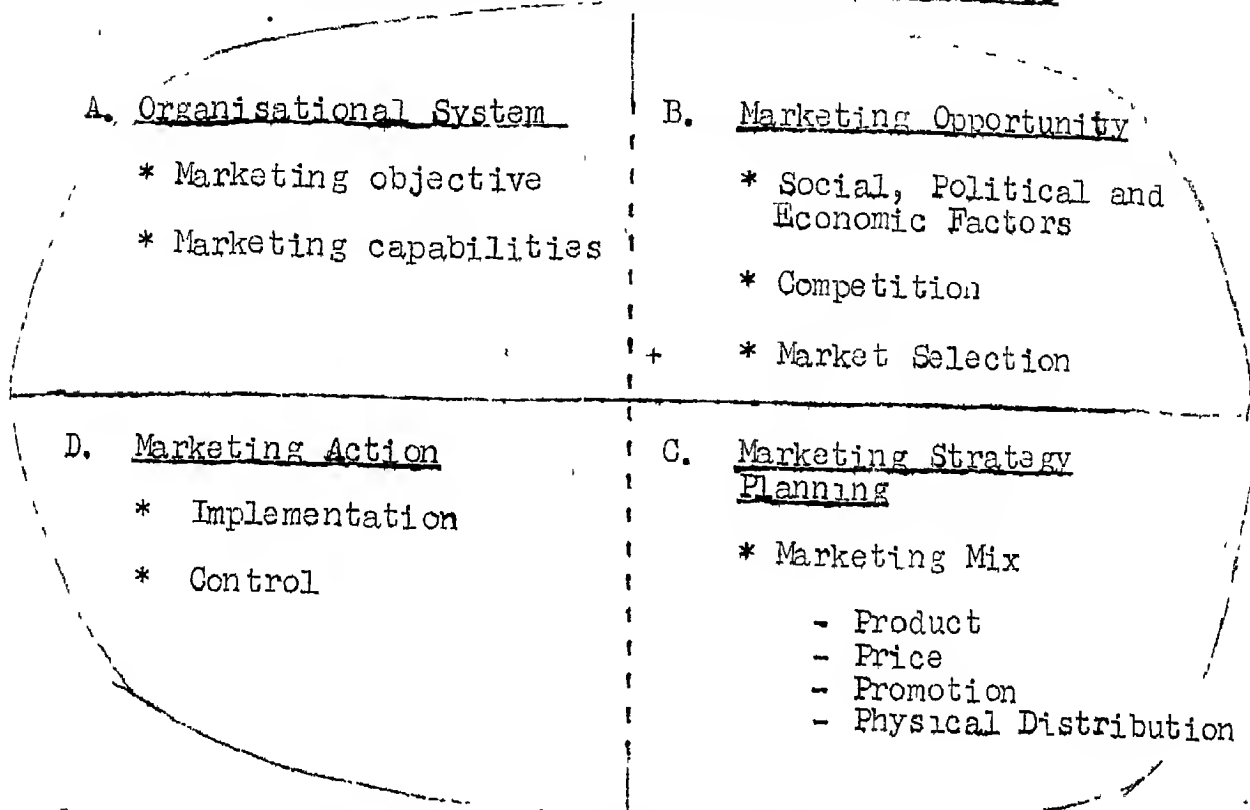 A. Organisational System
* Marketing objective
* Marketing capabilities
B. Marketing Opportunity
* Social, Political and
Economic Factors
* Competition
+ * Market Selection
D. Marketing Action
* Implementation
* Control
C. Marketing Strategy
Planning
* Marketing Mix
- Product
- Price
- Promotion
- Physical Distribution